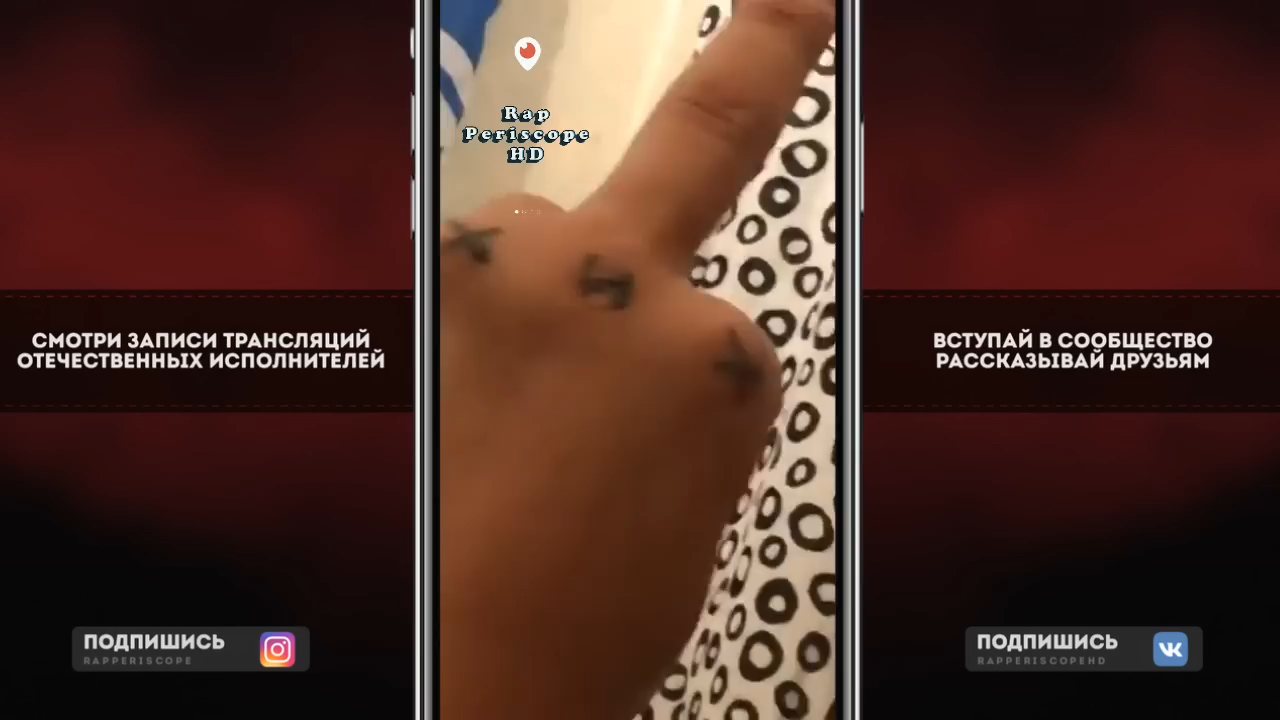 Rap
Periscope
HD
СМОТРИ ЗАПИСИ ТРАНСЛЯЦИЙ
ОТЕЧЕСТВЕННЫХ ИСПОЛНИТЕЛЕЙ
ВСТУПАЙ В СООБЩЕСТВО
РАССКАЗЫВАЙ ДРУЗЬЯМ
ПОДПИШИСЬ
RAPPERISCOPE
ПОДПИШИСЬ
RAPPERISCOPEHD